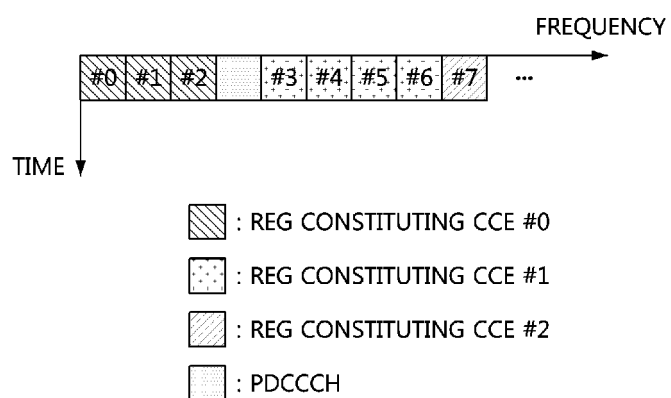 FREQUENCY
#0 #1 #2 #3 #4 #5 #6 #7 ...
TIME
: REG CONSTITUTING CCE #0
: REG CONSTITUTING CCE #1
: REG CONSTITUTING CCE #2
: PDCCCH